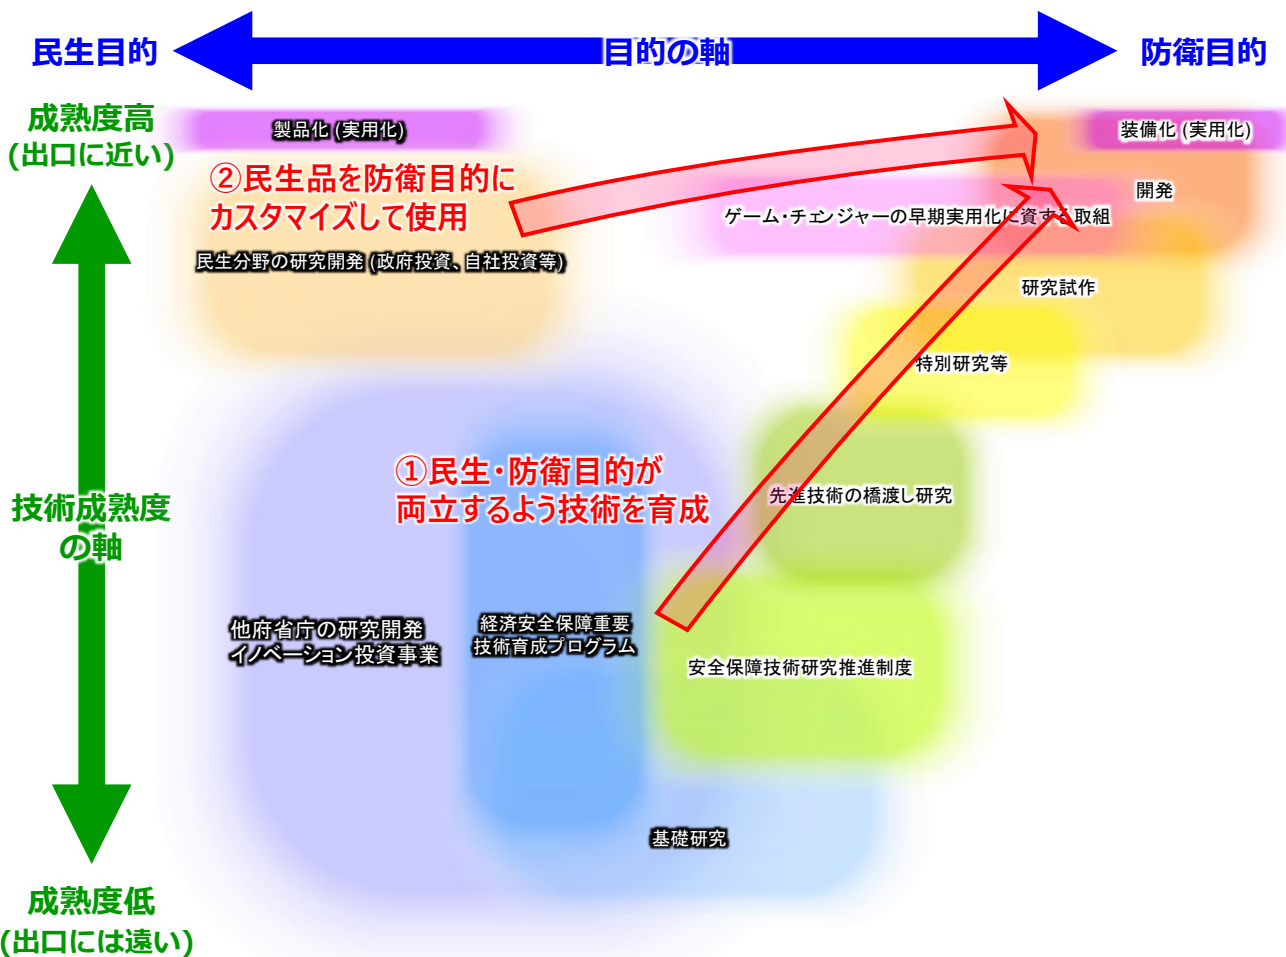 民生目的
目的の軸
防衛目的
成熟度高
(出口に近い)
製品化 (実用化)
装備化 (実用化)
②民生品を防衛目的に
カスタマイズして使用
開発
ゲーム・チェンジャーの早期実用化に資する取組
民生分野の研究開発 (政府投資、自社投資等)
研究試作
特別研究等
①民生・防衛目的が
両立するよう技術を育成
先進技術の橋渡し研究
技術成熟度
の軸
他府省庁の研究開発
イノベーション投資事業
経済安全保障重要
技術育成プログラム
安全保障技術研究推進制度
基礎研究
成熟度低
(出口には遠い)